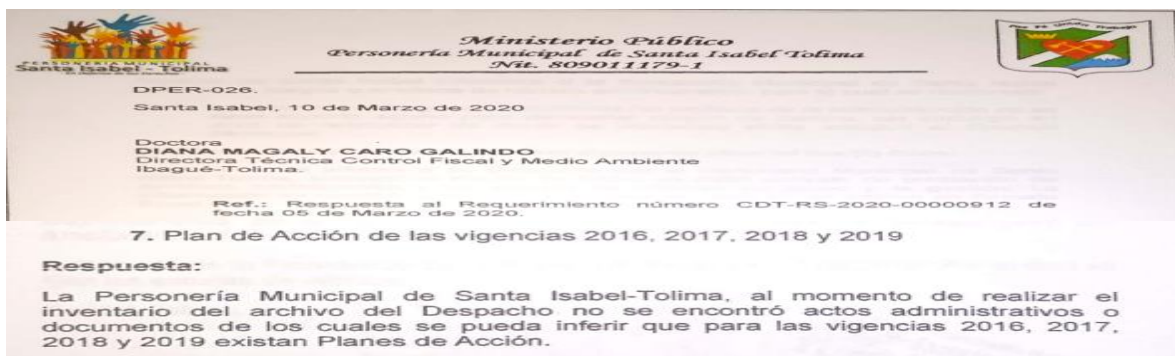 Ministerio Público
Personería Municipal de Santa Isabel Tolima
Nit. 809011179-1
PERSONERIA MUNICIPAL
Santa Isabel - Tolima
DPER-026.
Santa Isabel, 10 de Marzo de 2020
Doctora
DIANA MAGALY CARO GALINDO
Directora Técnica Control Fiscal y Medio Ambiente
Ibagué-Tolima.
Ref.: Respuesta al Requerimiento número CDT-RS-2020-00000912 de
fecha 05 de Marzo de 2020.
7. Plan de Acción de las vigencias 2016, 2017, 2018 y 2019
Respuesta:
La Personería Municipal de Santa Isabel-Tolima, al momento de realizar el
inventario del archivo del Despacho no se encontró actos administrativos o
documentos de los cuales se pueda inferir que para las vigencias 2016, 2017,
2018 y 2019 existan Planes de Acción.